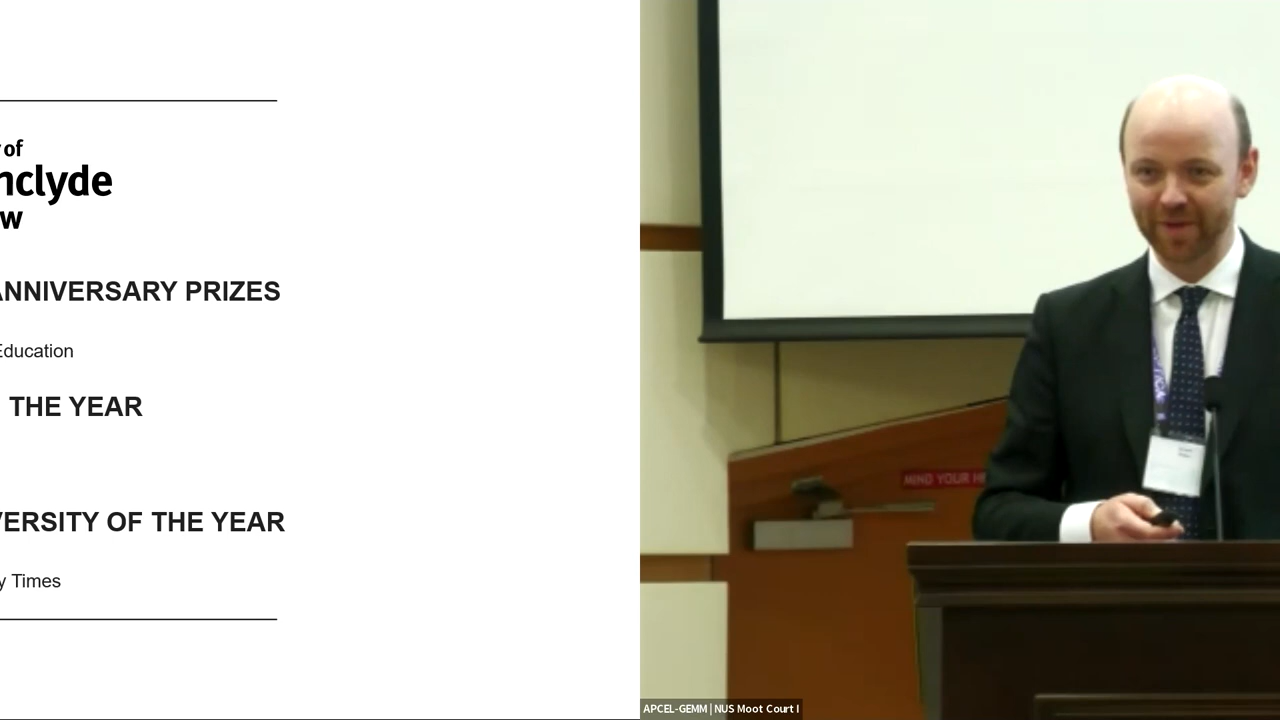 of
nclyde
w
ANNIVERSARY PRIZES
Education
THE YEAR
VERSITY OF THE YEAR
y Times
MIND YOUR HE
APCEL-GEMM | NUS Moot Court I